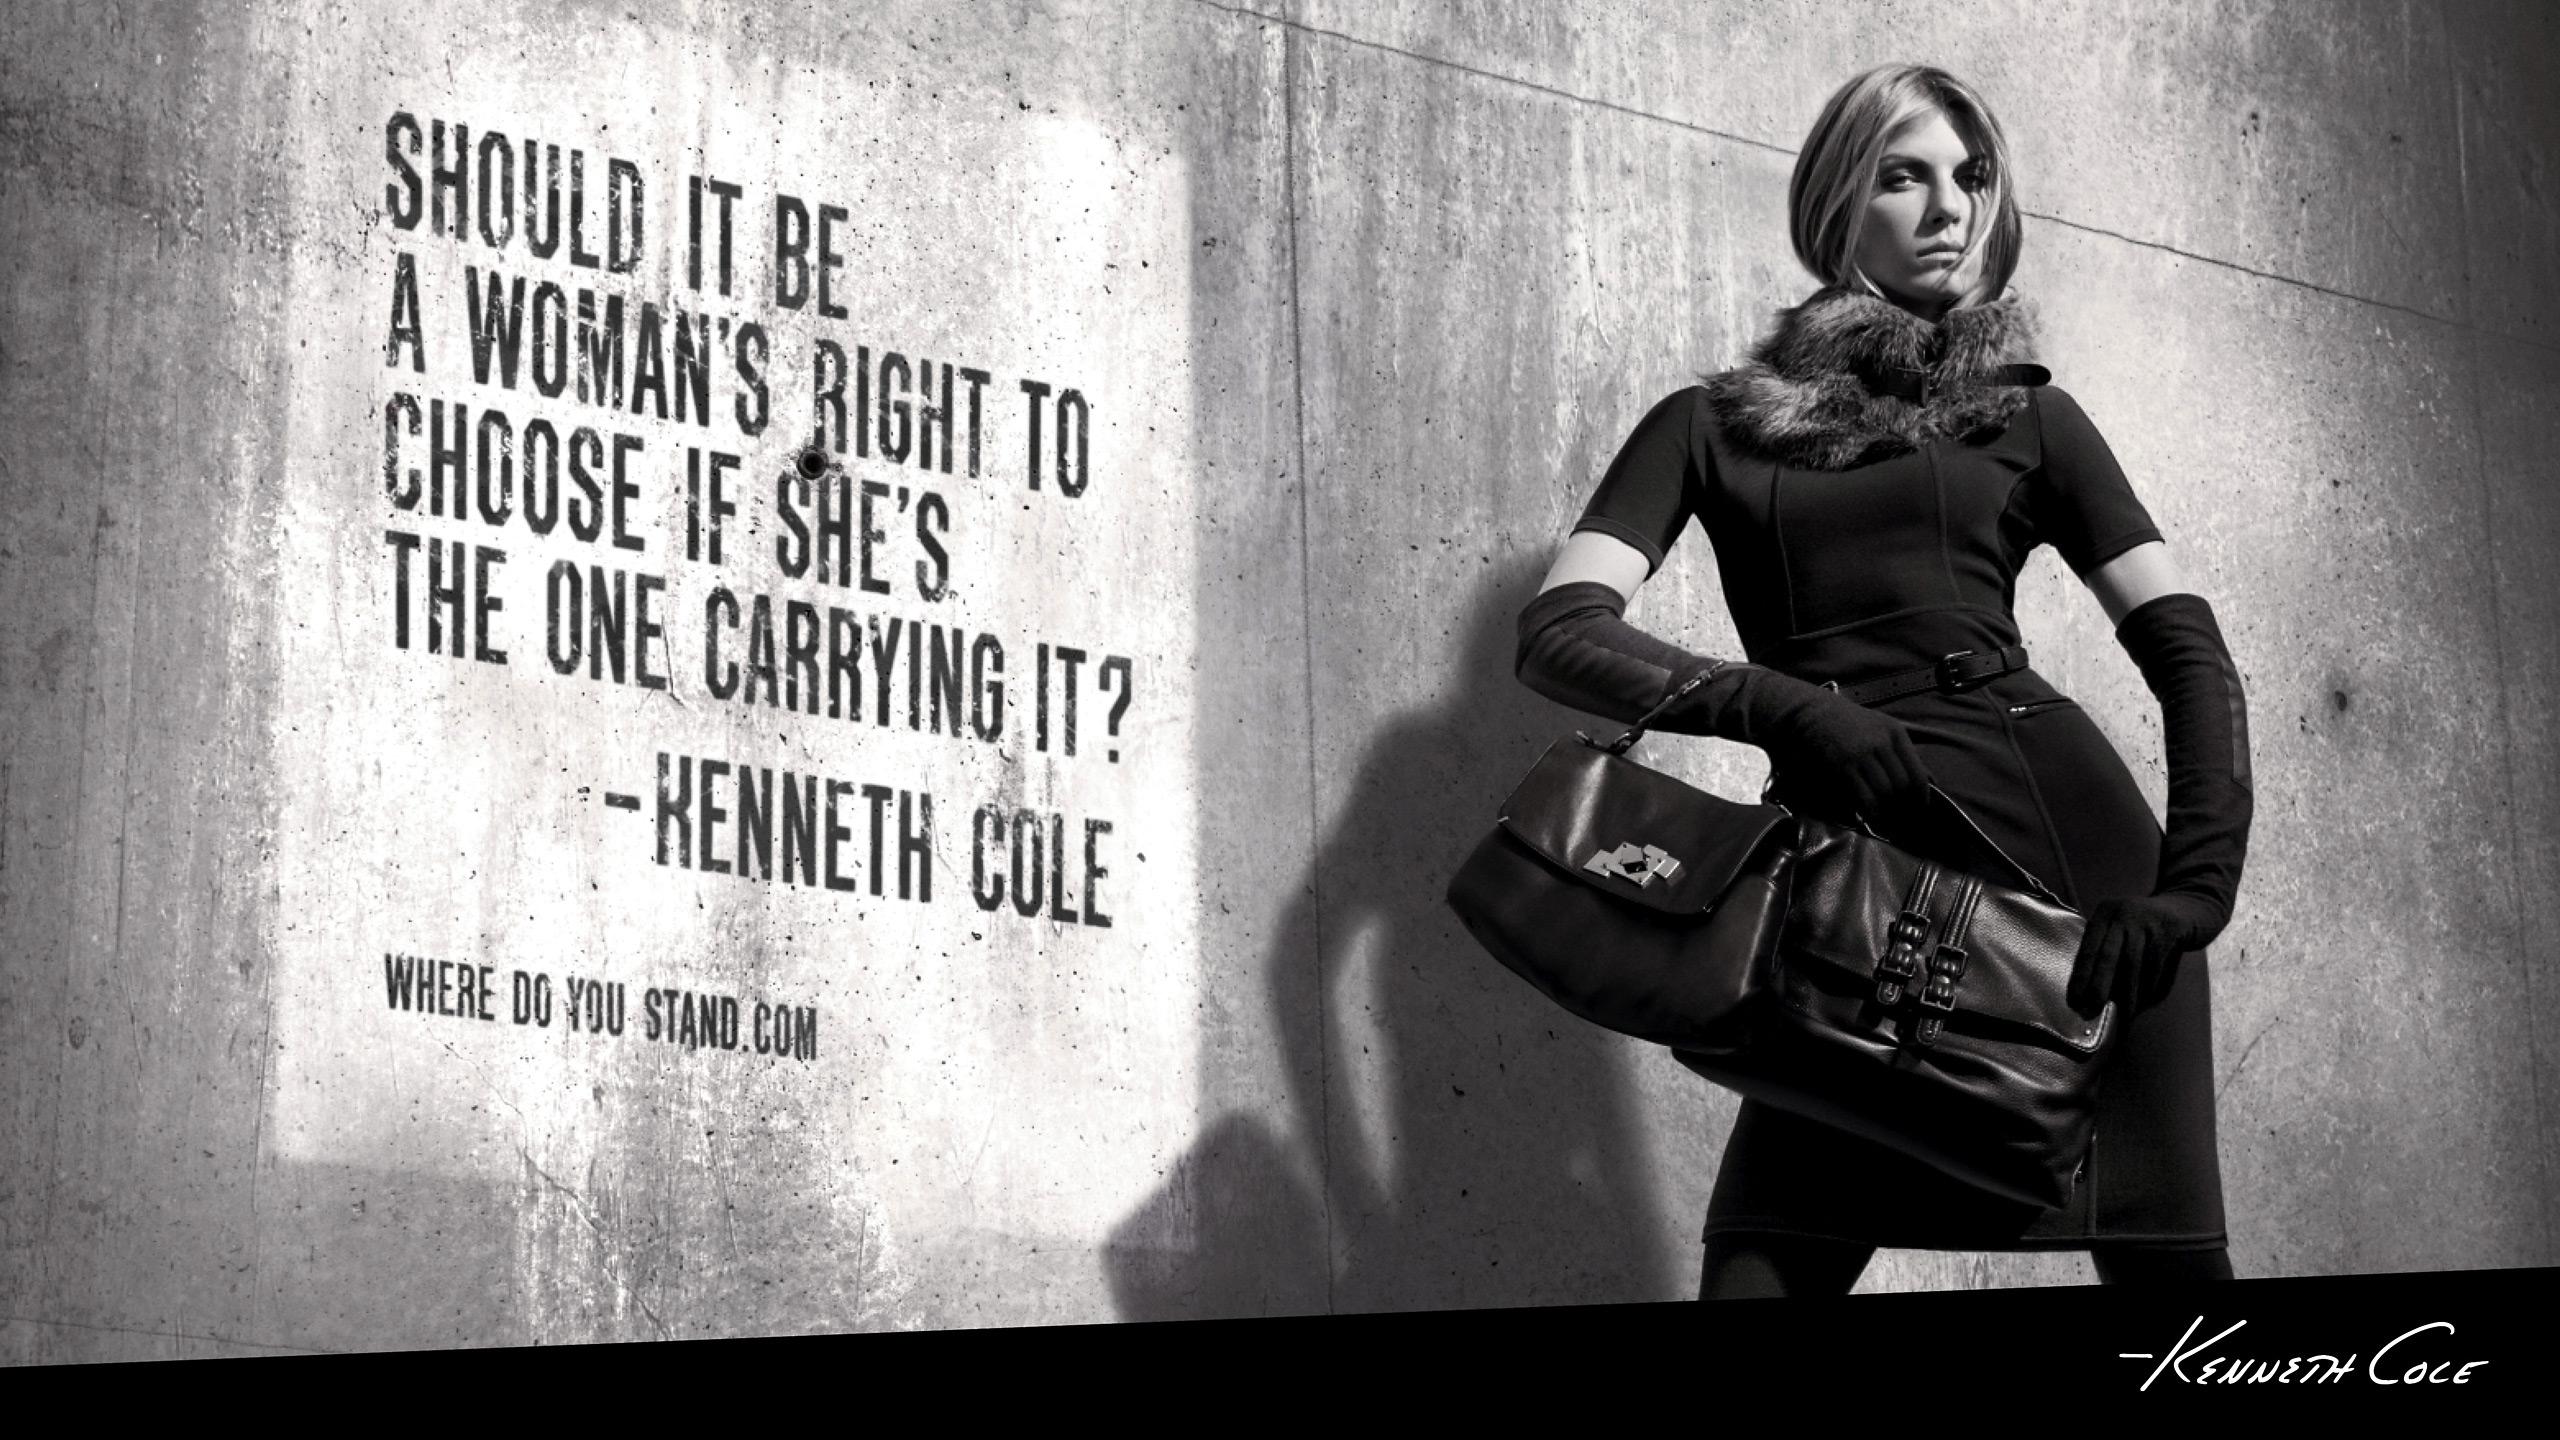 SHOULD IT BE
A WOMAN'S RIGHT TO
CHOOSE IF SHE'S
THE ONE CARRYING IT?
-KENNETH COLE
WHERE DO YOU STAND.COM
-KENNETH COLE